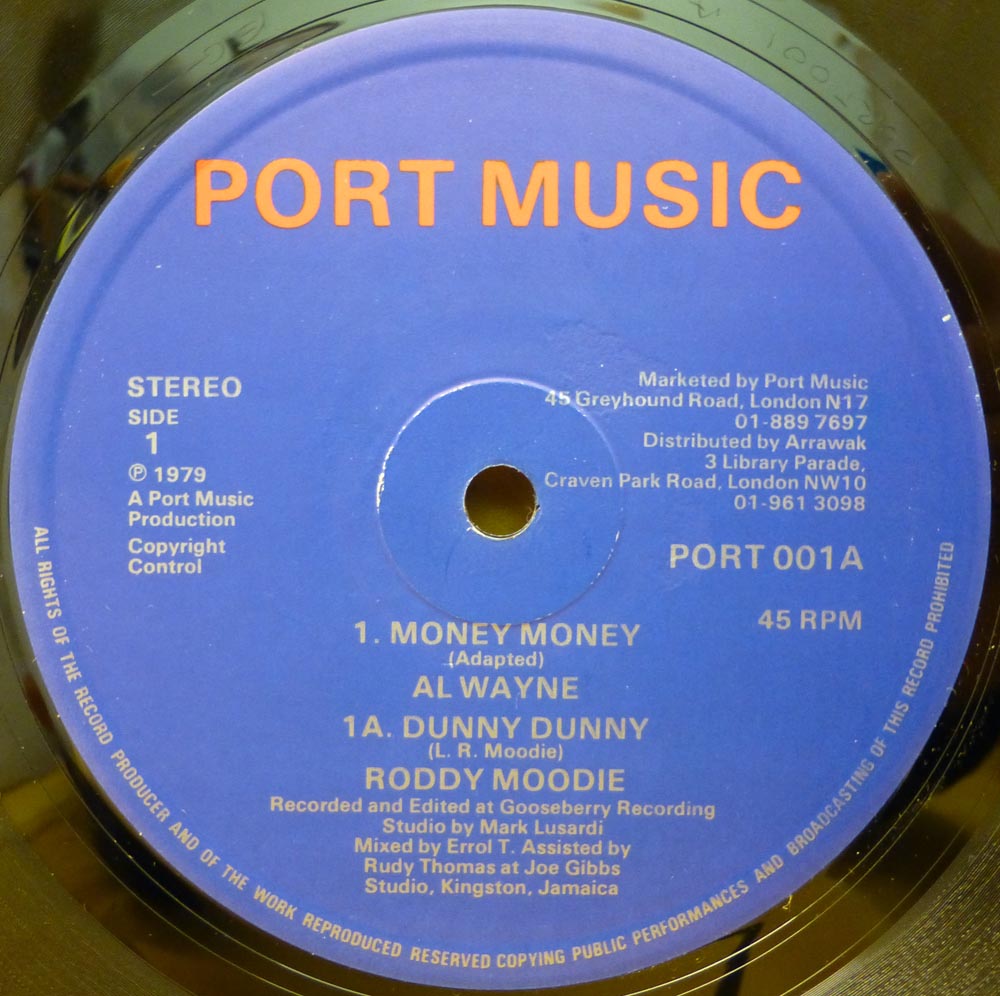 PORT MUSIC
STEREO
SIDE
1
℗ 1979
A Port Music
Production
Copyright
Control
Marketed by Port Music
45 Greyhound Road, London N17
01-889 7697
Distributed by Arrawak
3 Library Parade,
Craven Park Road, London NW10
01-961 3098
PORT 001A
45 RPM
1. MONEY MONEY
(Adapted)
AL WAYNE
1A. DUNNY DUNNY
(L. R. Moodie)
RODDY MOODIE
Recorded and Edited at Gooseberry Recording
Studio by Mark Lusardi
Mixed by Errol T. Assisted by
Rudy Thomas at Joe Gibbs
Studio, Kingston, Jamaica
ALL RIGHTS OF THE RECORD PRODUCER AND OF THE WORK REPRODUCED RESERVED COPYING PUBLIC PERFORMANCES AND BROADCASTING OF THIS RECORD PROHIBITED